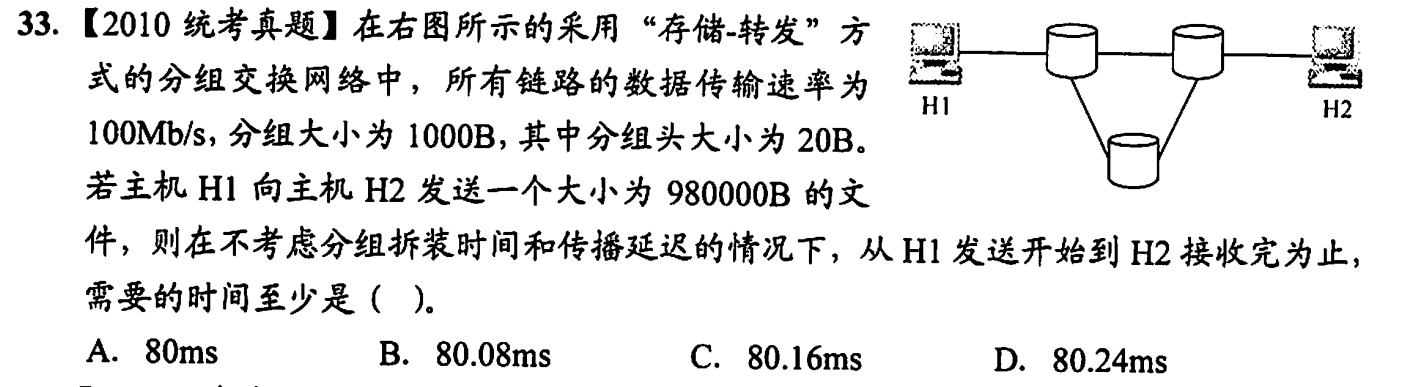 33.【2010 统考真题】在右图所示的采用“存储-转发”方
式的分组交换网络中，所有链路的数据传输速率为
100Mb/s，分组大小为 1000B，其中分组头大小为 20B。
若主机 H1 向主机 H2 发送一个大小为 980000B 的文
件，则在不考虑分组拆装时间和传播延迟的情况下，从 H1 发送开始到 H2 接收完为止，
需要的时间至少是（ ）。
A. 80ms B. 80.08ms C. 80.16ms D. 80.24ms
H1
H2